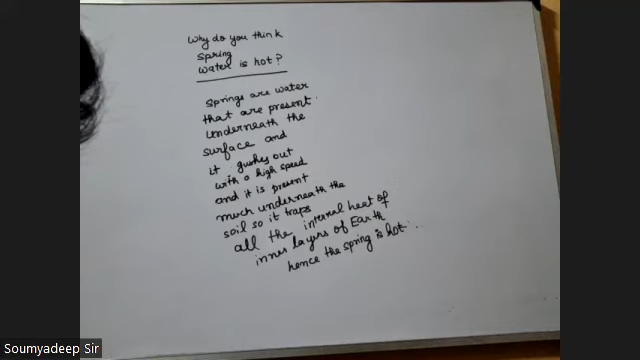 Why do you think
Spring
Water is hot?
Springs are water
that are present.
Underneath the
surface and
it gushes out
with a high speed
and it is present
much underneath the
soil so it traps
all the internal heat of
inner layers of Earth
hence the spring is hot.
Soumyadeep Sir